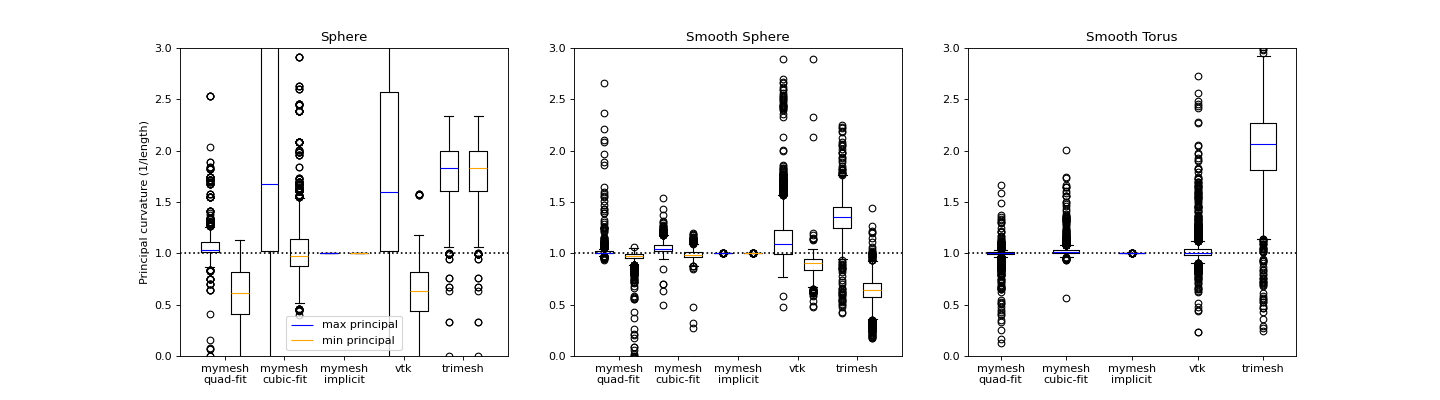 Sphere
Principal curvature (1/length)
3.0
2.5
2.0
1.5
1.0
0.5
0.0
max principal
min principal
mymesh
quad-fit
mymesh
cubic-fit
mymesh
implicit
vtk
trimesh
Smooth Sphere
3.0
2.5
2.0
1.5
1.0
0.5
0.0
mymesh
quad-fit
mymesh
cubic-fit
mymesh
implicit
vtk
trimesh
Smooth Torus
3.0
2.5
2.0
1.5
1.0
0.5
0.0
mymesh
quad-fit
mymesh
cubic-fit
mymesh
implicit
vtk
trimesh